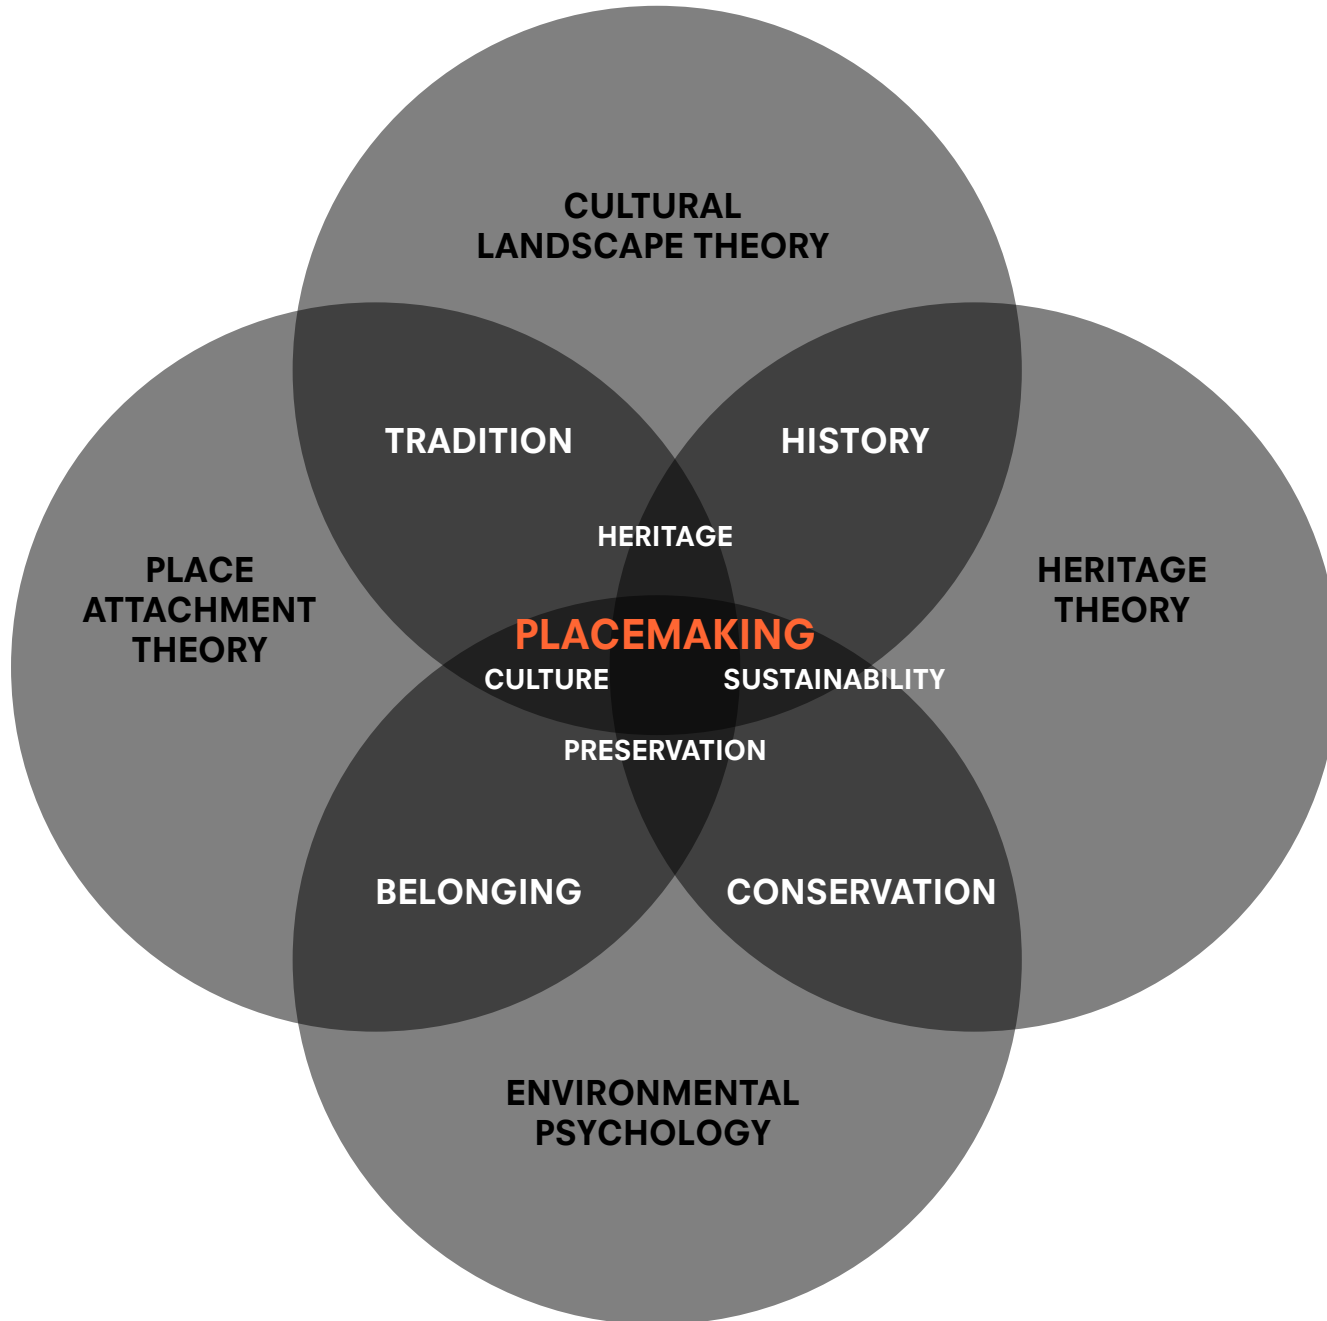 CULTURAL
LANDSCAPE THEORY
TRADITION
HISTORY
HERITAGE
PLACE
ATTACHMENT
THEORY
HERITAGE
THEORY
PLACEMAKING
CULTURE
SUSTAINABILITY
PRESERVATION
BELONGING
CONSERVATION
ENVIRONMENTAL
PSYCHOLOGY